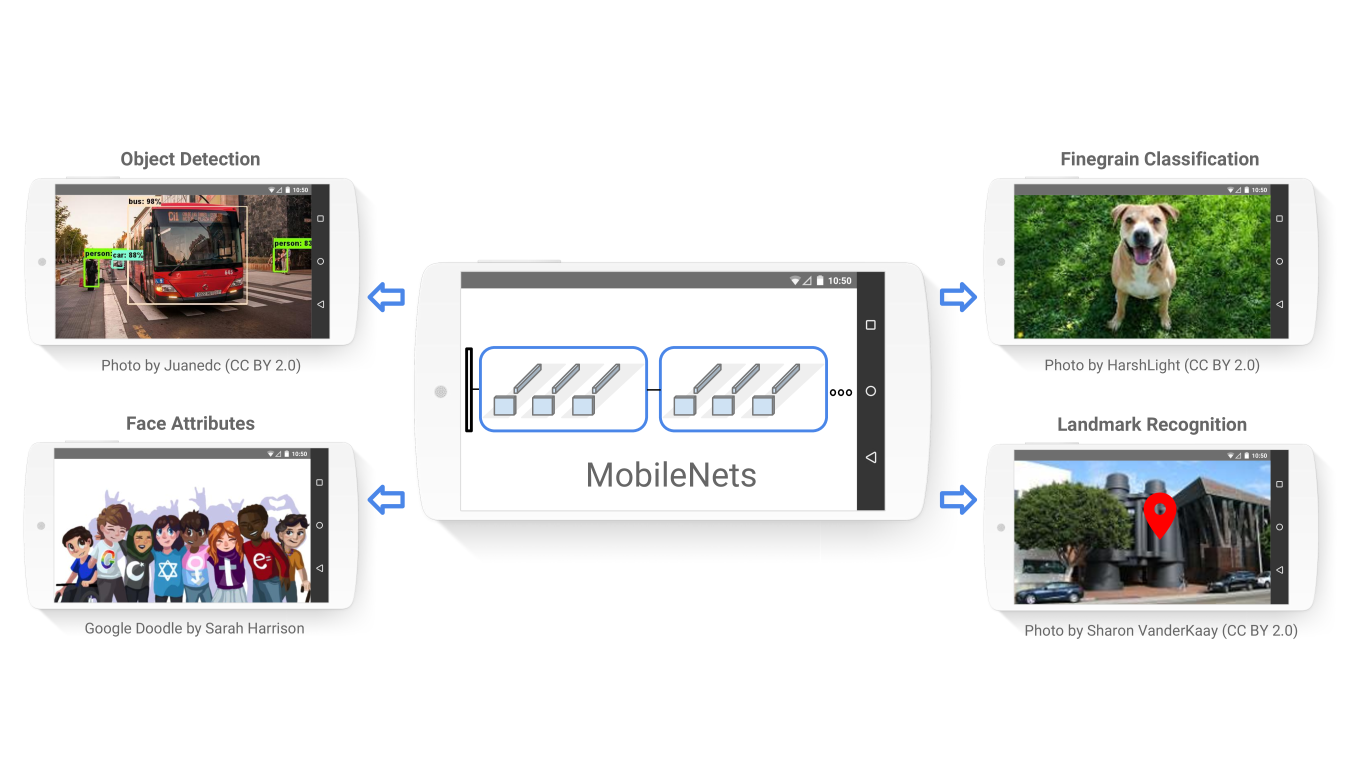 Object Detection
10:50
bus: 98%
person:
car: 88%
person: 83
645
Photo by Juanedc (CC BY 2.0)
Face Attributes
10:50
G
C
t
e=
Google Doodle by Sarah Harrison
10:50
MobileNets
Finegrain Classification
10:50
Photo by HarshLight (CC BY 2.0)
Landmark Recognition
10:50
Photo by Sharon VanderKaay (CC BY 2.0)